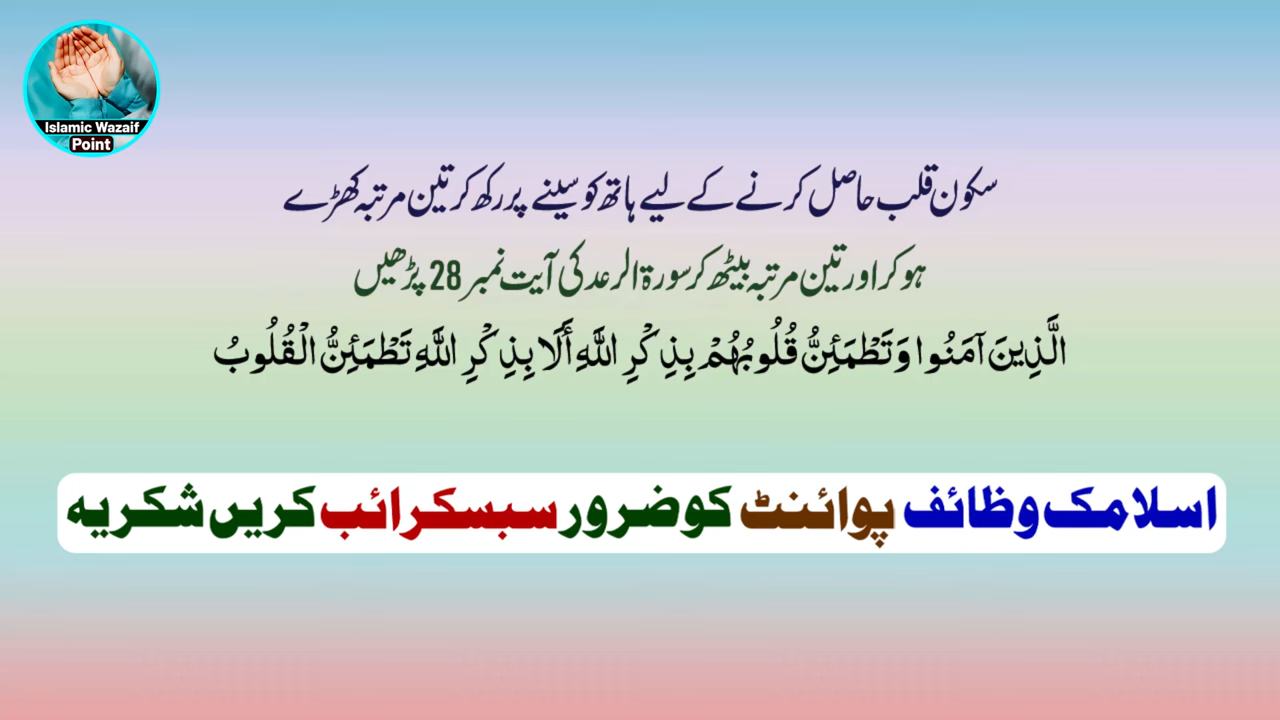 Islamic Wazaif
Point
سکون قلب حاصل کرنے کے لیے ہاتھ کو سینے پر رکھ کر تین مرتبہ کھڑے
ہو کر اور تین مرتبہ بیٹھ کر سورۃ الرعد کی آیت نمبر 28 پڑھیں
الَّذِينَ آمَنُوا وَتَطْمَئِنُّ قُلُوبُهُمْ بِذِكْرِ اللَّهِ أَلَا بِذِكْرِ اللَّهِ تَطْمَئِنُّ الْقُلُوبُ
اسلامک وظائف پوائنٹ کو ضرور سبسکرائب کریں شکریہ